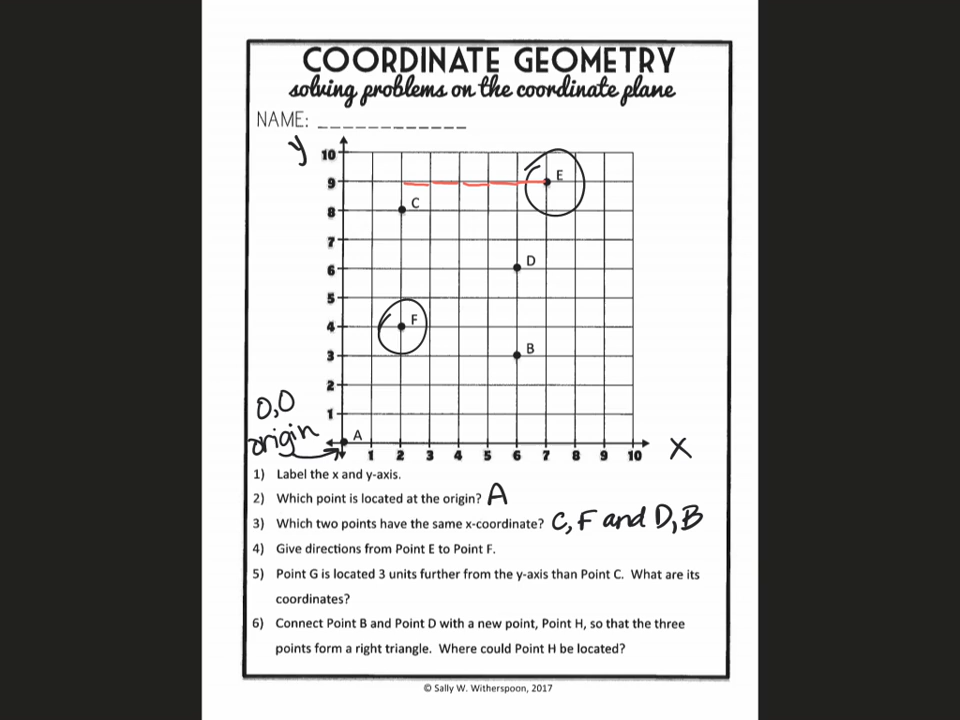 COORDINATE GEOMETRY
solving problems on the coordinate plane
NAME: _____________
y
10
9
8
7
6
5
4
3
2
1
E
C
D
F
B
A
0,0
origin
1 2 3 4 5 6 7 8 9 10
X
1) Label the x and y-axis.
2) Which point is located at the origin? A
3) Which two points have the same x-coordinate? C, F and D, B
4) Give directions from Point E to Point F.
5) Point G is located 3 units further from the y-axis than Point C. What are its
coordinates?
6) Connect Point B and Point D with a new point, Point H, so that the three
points form a right triangle. Where could Point H be located?
© Sally W. Witherspoon, 2017